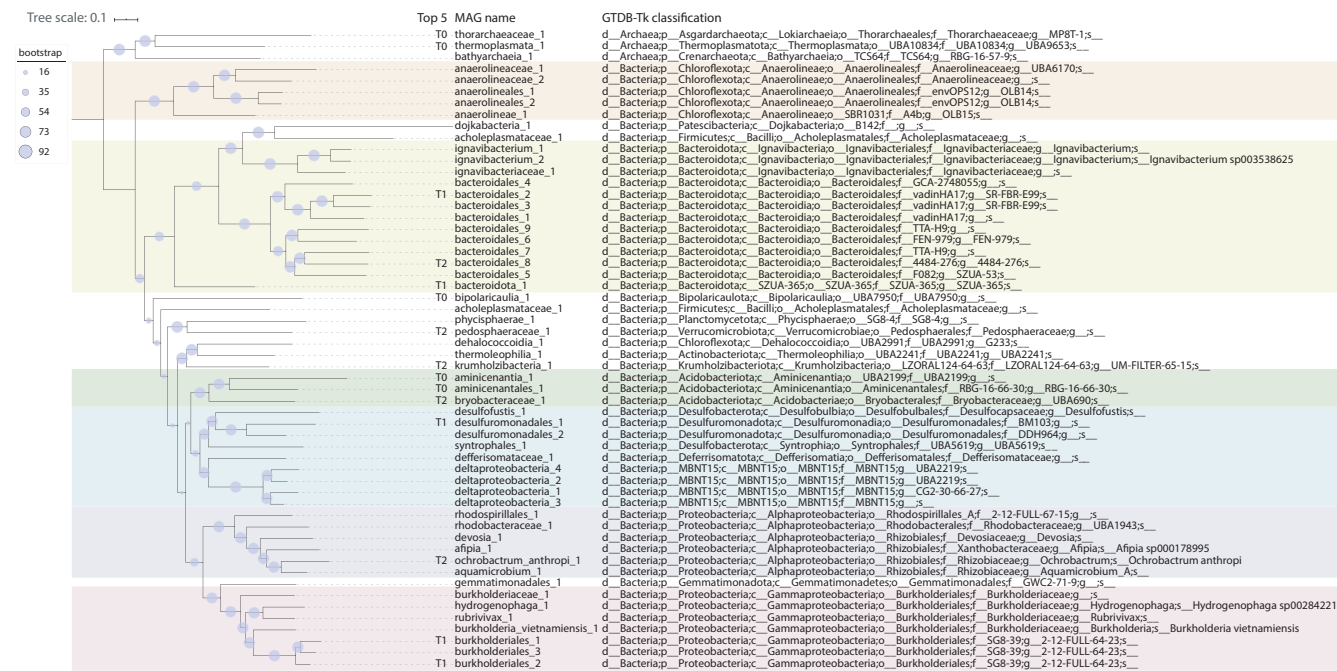 Tree scale: 0.1
Top 5 MAG name GTDB-Tk classification
bootstrap
16
35
54
73
92
T0 thorarchaeaceae_1 d__Archaea;p__Asgardarchaeota;c__Lokiarchaeia;o__Thorarchaeales;f__Thorarchaeaceae;g__MP8T-1;s__
T0 thermoplasmata_1 d__Archaea;p__Thermoplasmatota;c__Thermoplasmata;o__UBA10834;f__UBA10834;g__UBA9653;s__
bathyarchaeia_1 d__Archaea;p__Crenarchaeota;c__Bathyarchaeia;o__TCS64;f__TCS64;g__RBG-16-57-9;s__
anaerolineaceae_1 d__Bacteria;p__Chloroflexota;c__Anaerolineae;o__Anaerolineales;f__Anaerolineaceae;g__UBA6170;s__
anaerolineaceae_2 d__Bacteria;p__Chloroflexota;c__Anaerolineae;o__Anaerolineales;f__Anaerolineaceae;g__;s__
anaerolineales_1 d__Bacteria;p__Chloroflexota;c__Anaerolineae;o__Anaerolineales;f__envOPS12;g__OLB14;s__
anaerolineales_2 d__Bacteria;p__Chloroflexota;c__Anaerolineae;o__Anaerolineales;f__envOPS12;g__OLB14;s__
anaerolineae_1 d__Bacteria;p__Chloroflexota;c__Anaerolineae;o__SBR1031;f__A4b;g__OLB15;s__
dojkabacteria_1 d__Bacteria;p__Patescibacteria;c__Dojkabacteria;o__B142;f__;g__;s__
acholeplasmataceae_1 d__Bacteria;p__Firmicutes;c__Bacilli;o__Acholeplasmatales;f__Acholeplasmataceae;g__;s__
ignavibacterium_1 d__Bacteria;p__Bacteroidota;c__Ignavibacteria;o__Ignavibacteriales;f__Ignavibacteriaceae;g__Ignavibacterium;s__
ignavibacterium_2 d__Bacteria;p__Bacteroidota;c__Ignavibacteria;o__Ignavibacteriales;f__Ignavibacteriaceae;g__Ignavibacterium;s__Ignavibacterium sp003538625
ignavibacteriaceae_1 d__Bacteria;p__Bacteroidota;c__Ignavibacteria;o__Ignavibacteriales;f__Ignavibacteriaceae;g__;s__
bacteroidales_4 d__Bacteria;p__Bacteroidota;c__Bacteroidia;o__Bacteroidales;f__GCA-2748055;g__;s__
T1 bacteroidales_2 d__Bacteria;p__Bacteroidota;c__Bacteroidia;o__Bacteroidales;f__vadinHA17;g__SR-FBR-E99;s__
bacteroidales_3 d__Bacteria;p__Bacteroidota;c__Bacteroidia;o__Bacteroidales;f__vadinHA17;g__SR-FBR-E99;s__
bacteroidales_1 d__Bacteria;p__Bacteroidota;c__Bacteroidia;o__Bacteroidales;f__vadinHA17;g__;s__
bacteroidales_9 d__Bacteria;p__Bacteroidota;c__Bacteroidia;o__Bacteroidales;f__TTA-H9;g__;s__
bacteroidales_6 d__Bacteria;p__Bacteroidota;c__Bacteroidia;o__Bacteroidales;f__FEN-979;g__FEN-979;s__
bacteroidales_7 d__Bacteria;p__Bacteroidota;c__Bacteroidia;o__Bacteroidales;f__TTA-H9;g__;s__
T2 bacteroidales_8 d__Bacteria;p__Bacteroidota;c__Bacteroidia;o__Bacteroidales;f__4484-276;g__4484-276;s__
bacteroidales_5 d__Bacteria;p__Bacteroidota;c__Bacteroidia;o__Bacteroidales;f__F082;g__SZUA-53;s__
T1 bacteroidota_1 d__Bacteria;p__Bacteroidota;c__SZUA-365;o__SZUA-365;f__SZUA-365;g__SZUA-365;s__
T0 bipolaricaulia_1 d__Bacteria;p__Bipolaricaulota;c__Bipolaricaulia;o__UBA7950;f__UBA7950;g__;s__
acholeplasmataceae_1 d__Bacteria;p__Firmicutes;c__Bacilli;o__Acholeplasmatales;f__Acholeplasmataceae;g__;s__
phycisphaerae_1 d__Bacteria;p__Planctomycetota;c__Phycisphaerae;o__SG8-4;f__SG8-4;g__;s__
T2 pedosphaeraceae_1 d__Bacteria;p__Verrucomicrobiota;c__Verrucomicrobiae;o__Pedosphaerales;f__Pedosphaeraceae;g__;s__
dehalococcoidia_1 d__Bacteria;p__Chloroflexota;c__Dehalococcoidia;o__UBA2991;f__UBA2991;g__G233;s__
thermoleophilia_1 d__Bacteria;p__Actinobacteriota;c__Thermoleophilia;o__UBA2241;f__UBA2241;g__UBA2241;s__
T2 krumholzibacteria_1 d__Bacteria;p__Krumholzibacteriota;c__Krumholzibacteria;o__LZORAL124-64-63;f__LZORAL124-64-63;g__UM-FILTER-65-15;s__
T0 aminicenantia_1 d__Bacteria;p__Acidobacteriota;c__Aminicenantia;o__UBA2199;f__UBA2199;g__;s__
T0 aminicenantales_1 d__Bacteria;p__Acidobacteriota;c__Aminicenantia;o__Aminicenantales;f__RBG-16-66-30;g__RBG-16-66-30;s__
T2 bryobacteraceae_1 d__Bacteria;p__Acidobacteriota;c__Acidobacteriae;o__Bryobacterales;f__Bryobacteraceae;g__UBA690;s__
desulfofustis_1 d__Bacteria;p__Desulfobacterota;c__Desulfobulbia;o__Desulfobulbales;f__Desulfocapsaceae;g__Desulfofustis;s__
T1 desulfuromonadales_1 d__Bacteria;p__Desulfuromonadota;c__Desulfuromonadia;o__Desulfuromonadales;f__BM103;g__;s__
desulfuromonadales_2 d__Bacteria;p__Desulfuromonadota;c__Desulfuromonadia;o__Desulfuromonadales;f__DDH964;g__;s__
syntrophales_1 d__Bacteria;p__Desulfobacterota;c__Syntrophia;o__Syntrophales;f__UBA5619;g__UBA5619;s__
defferisomataceae_1 d__Bacteria;p__Deferrisomatota;c__Defferisomatia;o__Defferisomatales;f__Defferisomataceae;g__;s__
deltaproteobacteria_4 d__Bacteria;p__MBNT15;c__MBNT15;o__MBNT15;f__MBNT15;g__UBA2219;s__
deltaproteobacteria_2 d__Bacteria;p__MBNT15;c__MBNT15;o__MBNT15;f__MBNT15;g__UBA2219;s__
deltaproteobacteria_1 d__Bacteria;p__MBNT15;c__MBNT15;o__MBNT15;f__MBNT15;g__CG2-30-66-27;s__
deltaproteobacteria_3 d__Bacteria;p__MBNT15;c__MBNT15;o__MBNT15;f__MBNT15;g__;s__
rhodospirillales_1 d__Bacteria;p__Proteobacteria;c__Alphaproteobacteria;o__Rhodospirillales_A;f__2-12-FULL-67-15;g__;s__
rhodobacteraceae_1 d__Bacteria;p__Proteobacteria;c__Alphaproteobacteria;o__Rhodobacterales;f__Rhodobacteraceae;g__UBA1943;s__
devosia_1 d__Bacteria;p__Proteobacteria;c__Alphaproteobacteria;o__Rhizobiales;f__Devosiaceae;g__Devosia;s__
afipia_1 d__Bacteria;p__Proteobacteria;c__Alphaproteobacteria;o__Rhizobiales;f__Xanthobacteraceae;g__Afipia;s__Afipia sp000178995
T2 ochrobactrum_anthropi_1 d__Bacteria;p__Proteobacteria;c__Alphaproteobacteria;o__Rhizobiales;f__Rhizobiaceae;g__Ochrobactrum;s__Ochrobactrum anthropi
aquamicrobium_1 d__Bacteria;p__Proteobacteria;c__Alphaproteobacteria;o__Rhizobiales;f__Rhizobiaceae;g__Aquamicrobium_A;s__
gemmatimonadales_1 d__Bacteria;p__Gemmatimonadota;c__Gemmatimonadetes;o__Gemmatimonadales;f__GWC2-71-9;g__;s__
burkholderiaceae_1 d__Bacteria;p__Proteobacteria;c__Gammaproteobacteria;o__Burkholderiales;f__Burkholderiaceae;g__;s__
hydrogenophaga_1 d__Bacteria;p__Proteobacteria;c__Gammaproteobacteria;o__Burkholderiales;f__Burkholderiaceae;g__Hydrogenophaga;s__Hydrogenophaga sp00284221
rubrivivax_1 d__Bacteria;p__Proteobacteria;c__Gammaproteobacteria;o__Burkholderiales;f__Burkholderiaceae;g__Rubrivivax;s__
burkholderia_vietnamiensis_1 d__Bacteria;p__Proteobacteria;c__Gammaproteobacteria;o__Burkholderiales;f__Burkholderiaceae;g__Burkholderia;s__Burkholderia vietnamiensis
T1 burkholderiales_1 d__Bacteria;p__Proteobacteria;c__Gammaproteobacteria;o__Burkholderiales;f__SG8-39;g__2-12-FULL-64-23;s__
burkholderiales_3 d__Bacteria;p__Proteobacteria;c__Gammaproteobacteria;o__Burkholderiales;f__SG8-39;g__2-12-FULL-64-23;s__
T1 burkholderiales_2 d__Bacteria;p__Proteobacteria;c__Gammaproteobacteria;o__Burkholderiales;f__SG8-39;g__2-12-FULL-64-23;s__